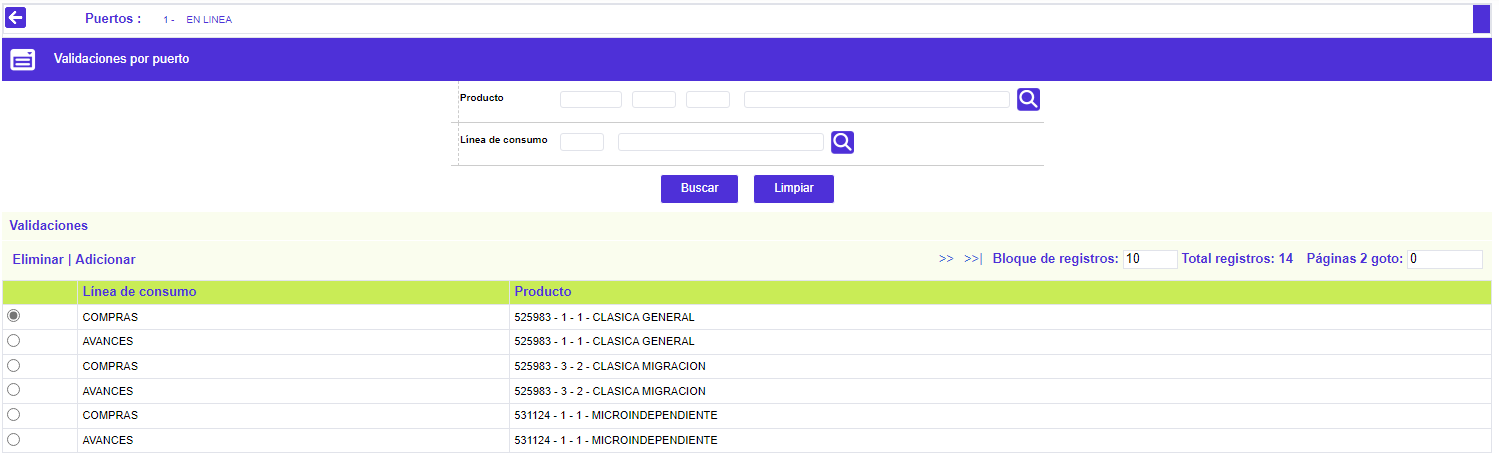 Puertos : 1 - EN LINEA
Validaciones por puerto
Producto
Línea de consumo
Buscar Limpiar
Validaciones
Eliminar | Adicionar >> >>| Bloque de registros: 10 Total registros: 14 Páginas 2 goto: 0
Línea de consumo Producto
COMPRAS 525983 - 1 - 1 - CLASICA GENERAL
AVANCES 525983 - 1 - 1 - CLASICA GENERAL
COMPRAS 525983 - 3 - 2 - CLASICA MIGRACION
AVANCES 525983 - 3 - 2 - CLASICA MIGRACION
COMPRAS 531124 - 1 - 1 - MICROINDEPENDIENTE
AVANCES 531124 - 1 - 1 - MICROINDEPENDIENTE